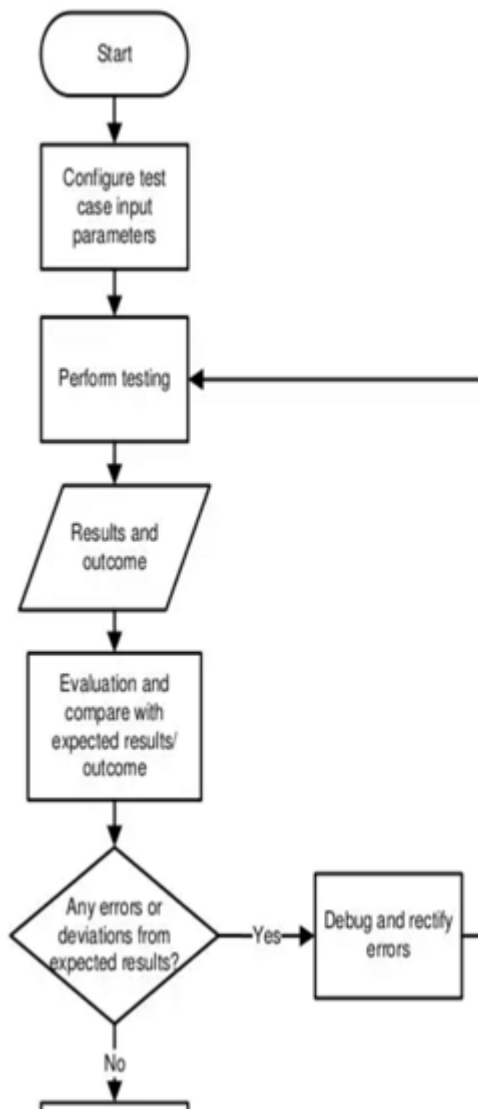 Start
Configure test
case input
parameters
Perform testing
Results and
outcome
Evaluation and
compare with
expected results/
outcome
Any errors or
deviations from
expected results?
Yes
Debug and rectify
errors
No